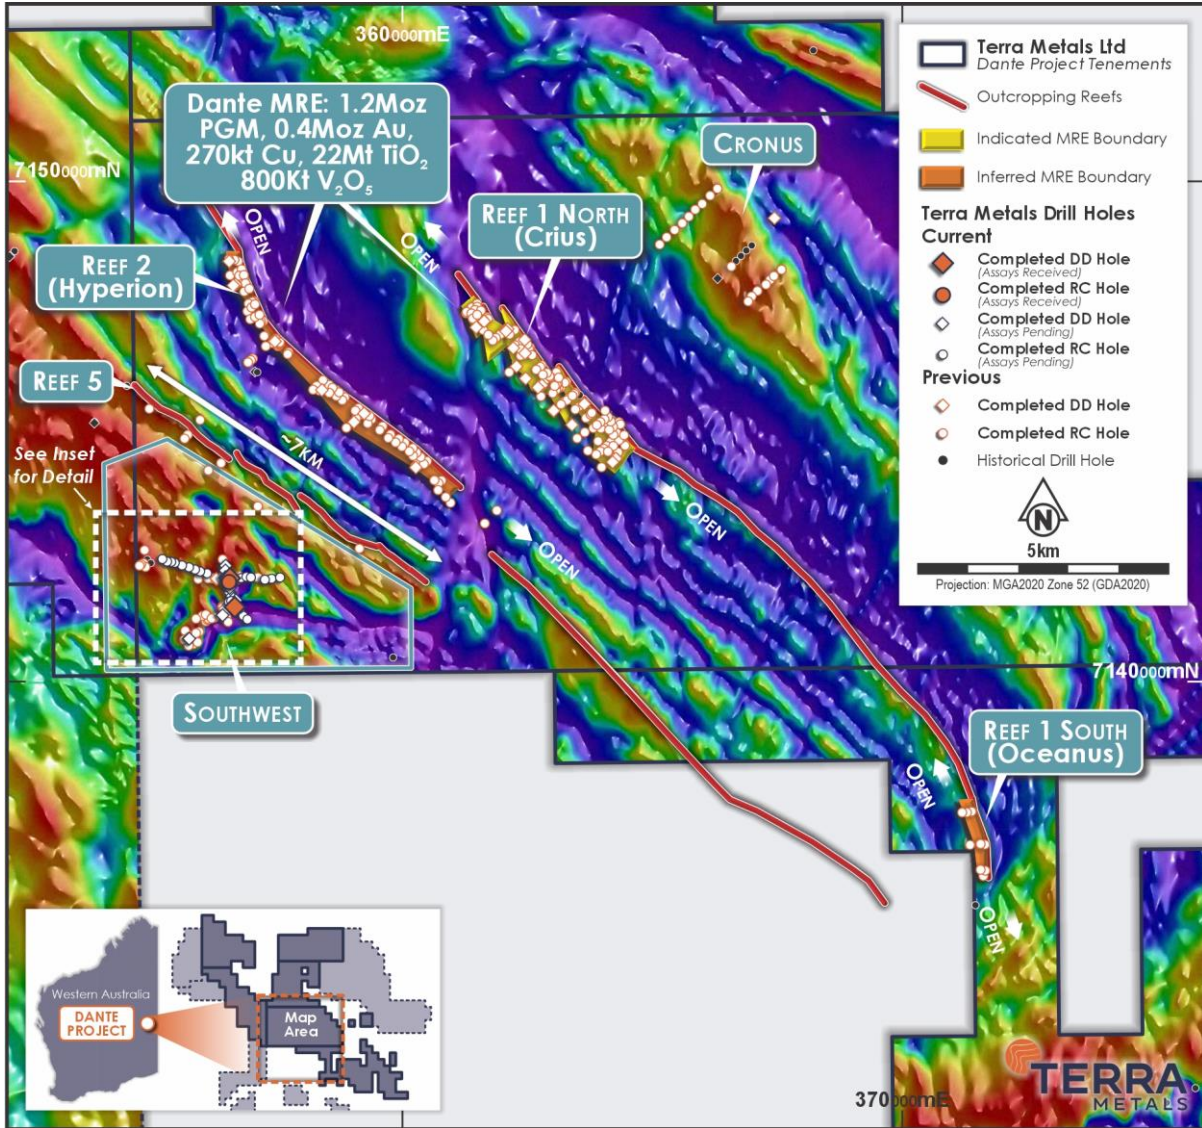 360000mE
7150000mN
Dante MRE: 1.2Moz
PGM, 0.4Moz Au,
270kt Cu, 22Mt TiO₂
800Kt V₂O₅
CRONUS
REEF 1 NORTH
(Crius)
OPEN
OPEN
REEF 2
(Hyperion)
REEF 5
~7KM
See Inset
for Detail
OPEN
OPEN
SOUTHWEST
7140000mN
REEF 1 SOUTH
(Oceanus)
OPEN
OPEN
370000mE
Terra Metals Ltd
Dante Project Tenements
Outcropping Reefs
Indicated MRE Boundary
Inferred MRE Boundary
Terra Metals Drill Holes
Current
Completed DD Hole
(Assays Received)
Completed RC Hole
(Assays Received)
Completed DD Hole
(Assays Pending)
Completed RC Hole
(Assays Pending)
Previous
Completed DD Hole
Completed RC Hole
Historical Drill Hole
N
5km
Projection: MGA2020 Zone 52 (GDA2020)
Western Australia
DANTE
PROJECT
Map
Area
TERRA
METALS